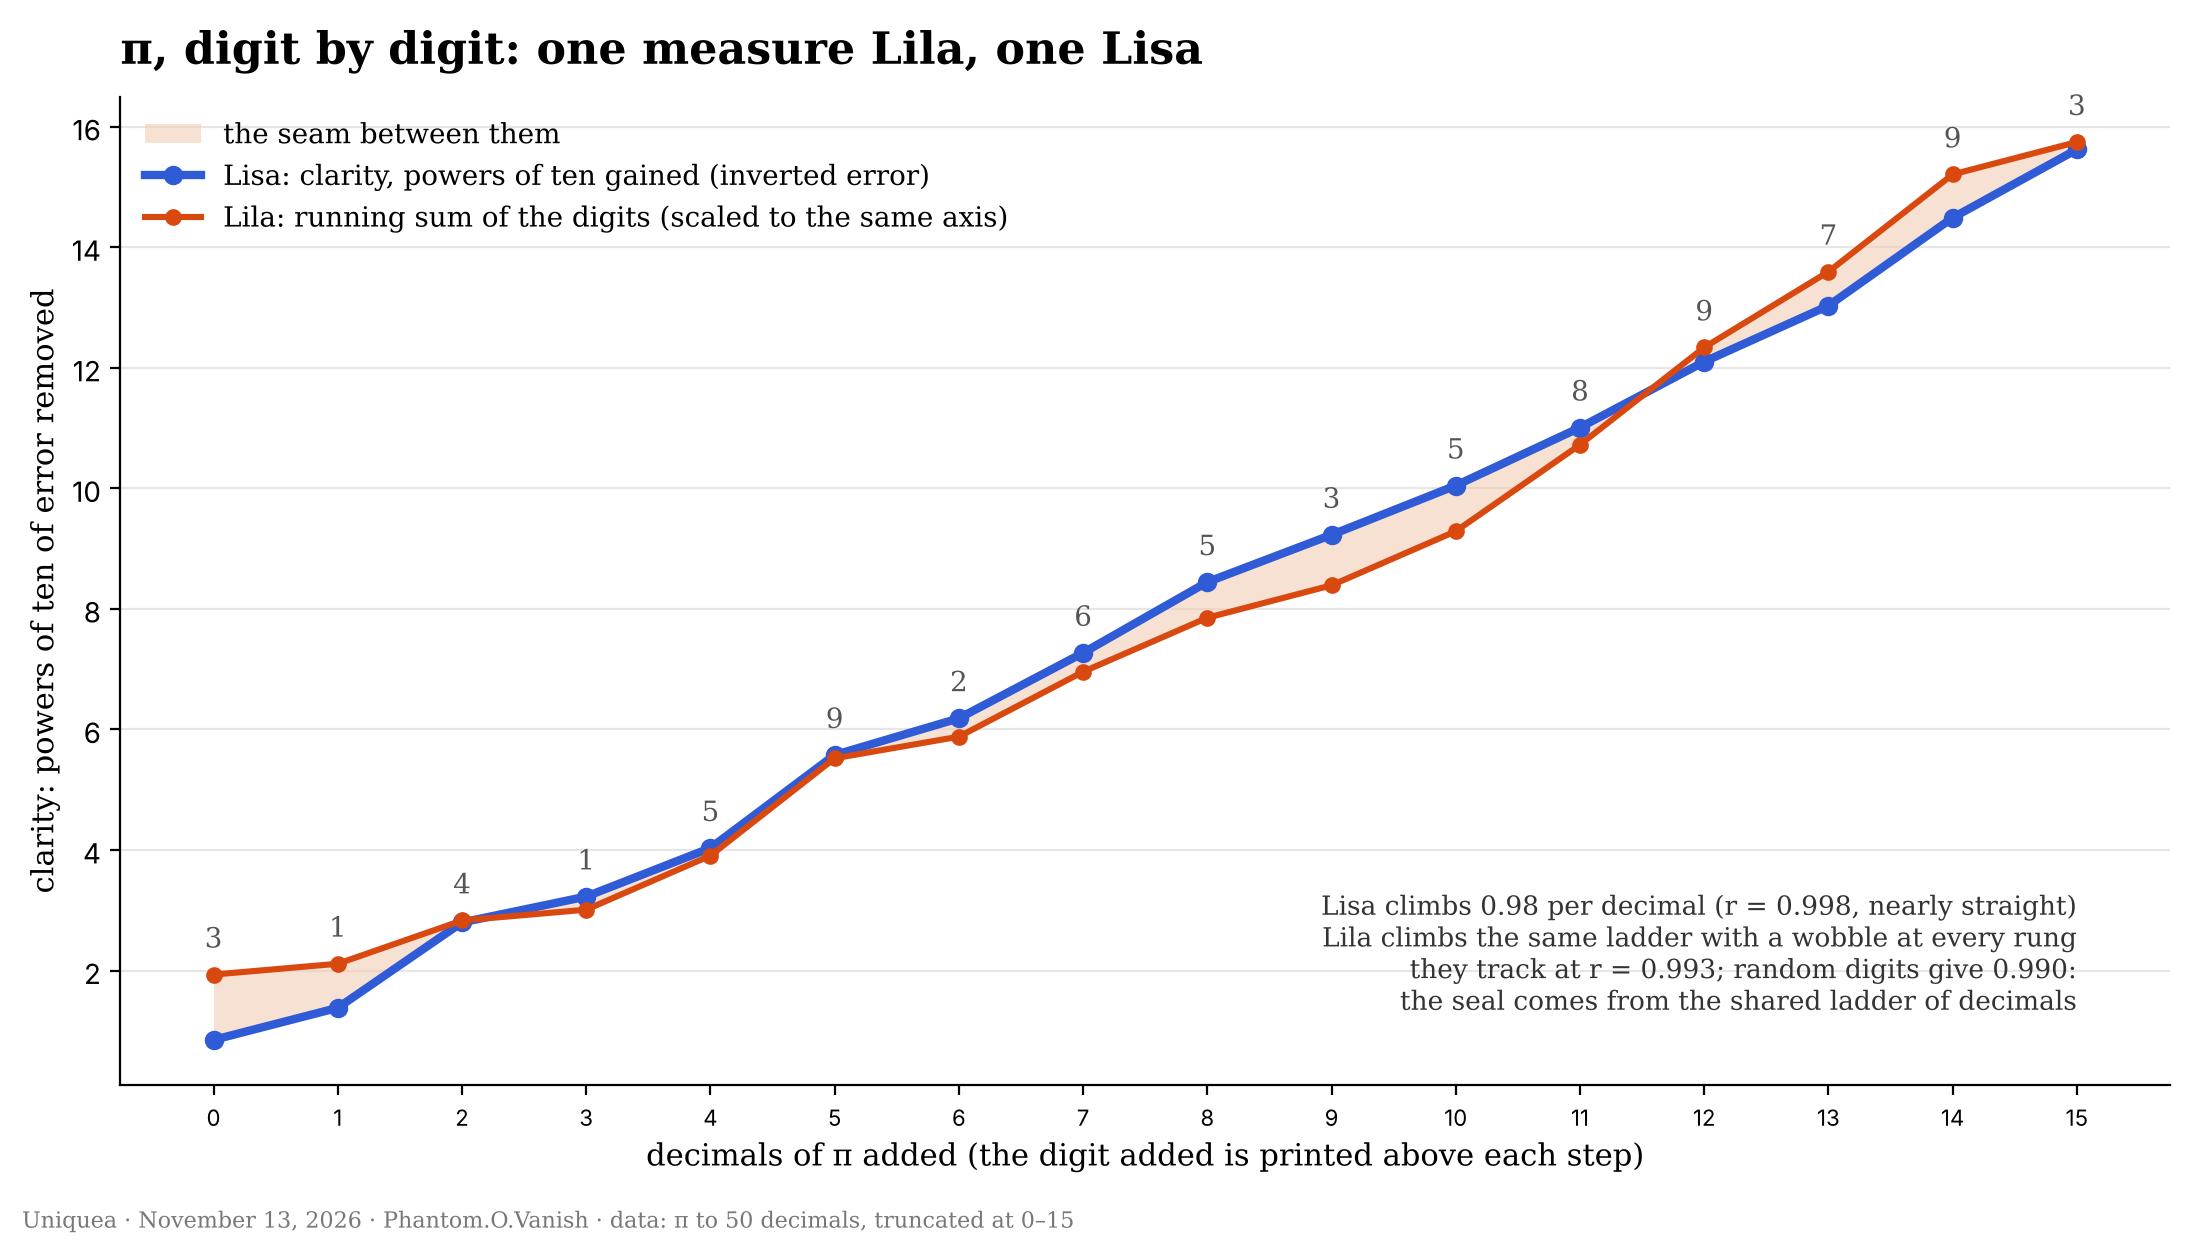 π, digit by digit: one measure Lila, one Lisa
the seam between them
Lisa: clarity, powers of ten gained (inverted error)
Lila: running sum of the digits (scaled to the same axis)
clarity: powers of ten of error removed
16
14
12
10
8
6
4
2
3
1
4
1
5
9
2
6
5
3
5
8
9
7
9
3
Lisa climbs 0.98 per decimal (r = 0.998, nearly straight)
Lila climbs the same ladder with a wobble at every rung
they track at r = 0.993; random digits give 0.990:
the seal comes from the shared ladder of decimals
0 1 2 3 4 5 6 7 8 9 10 11 12 13 14 15
decimals of π added (the digit added is printed above each step)
Uniquea · November 13, 2026 · Phantom.O.Vanish · data: π to 50 decimals, truncated at 0–15